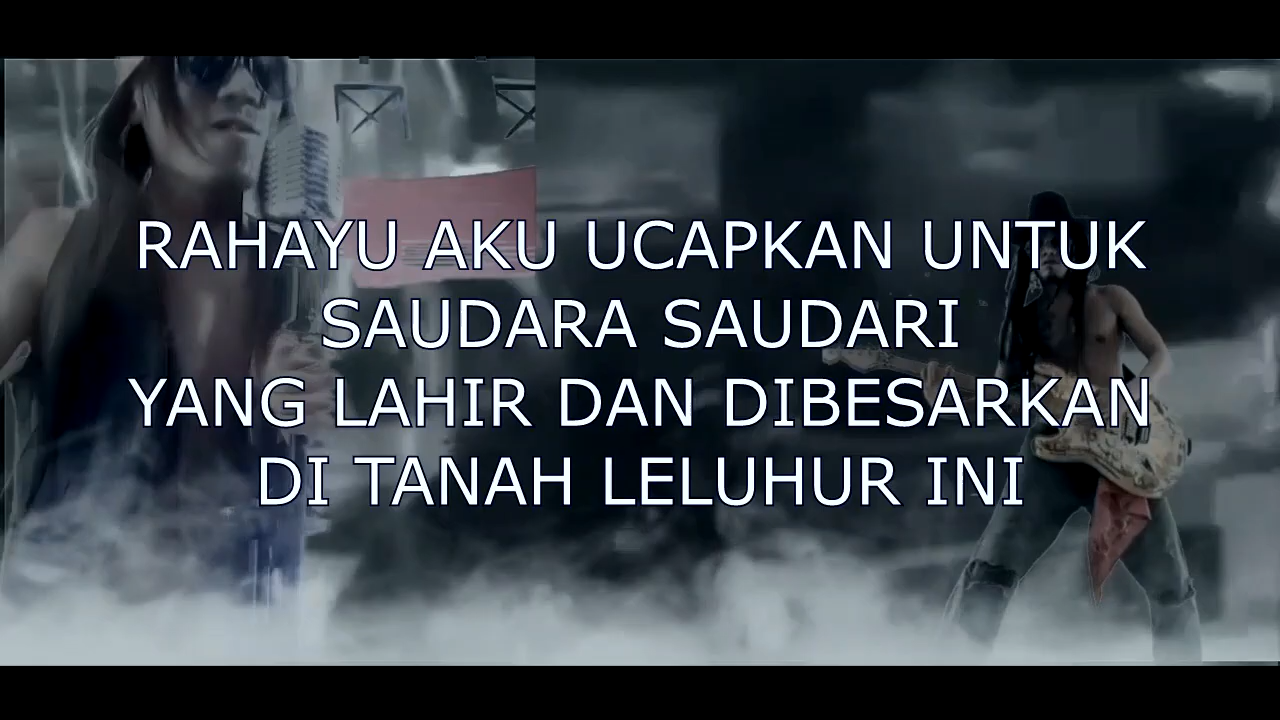 RAHAYU AKU UCAPKAN UNTUK
SAUDARA SAUDARI
YANG LAHIR DAN DIBESARKAN
DI TANAH LELUHUR INI